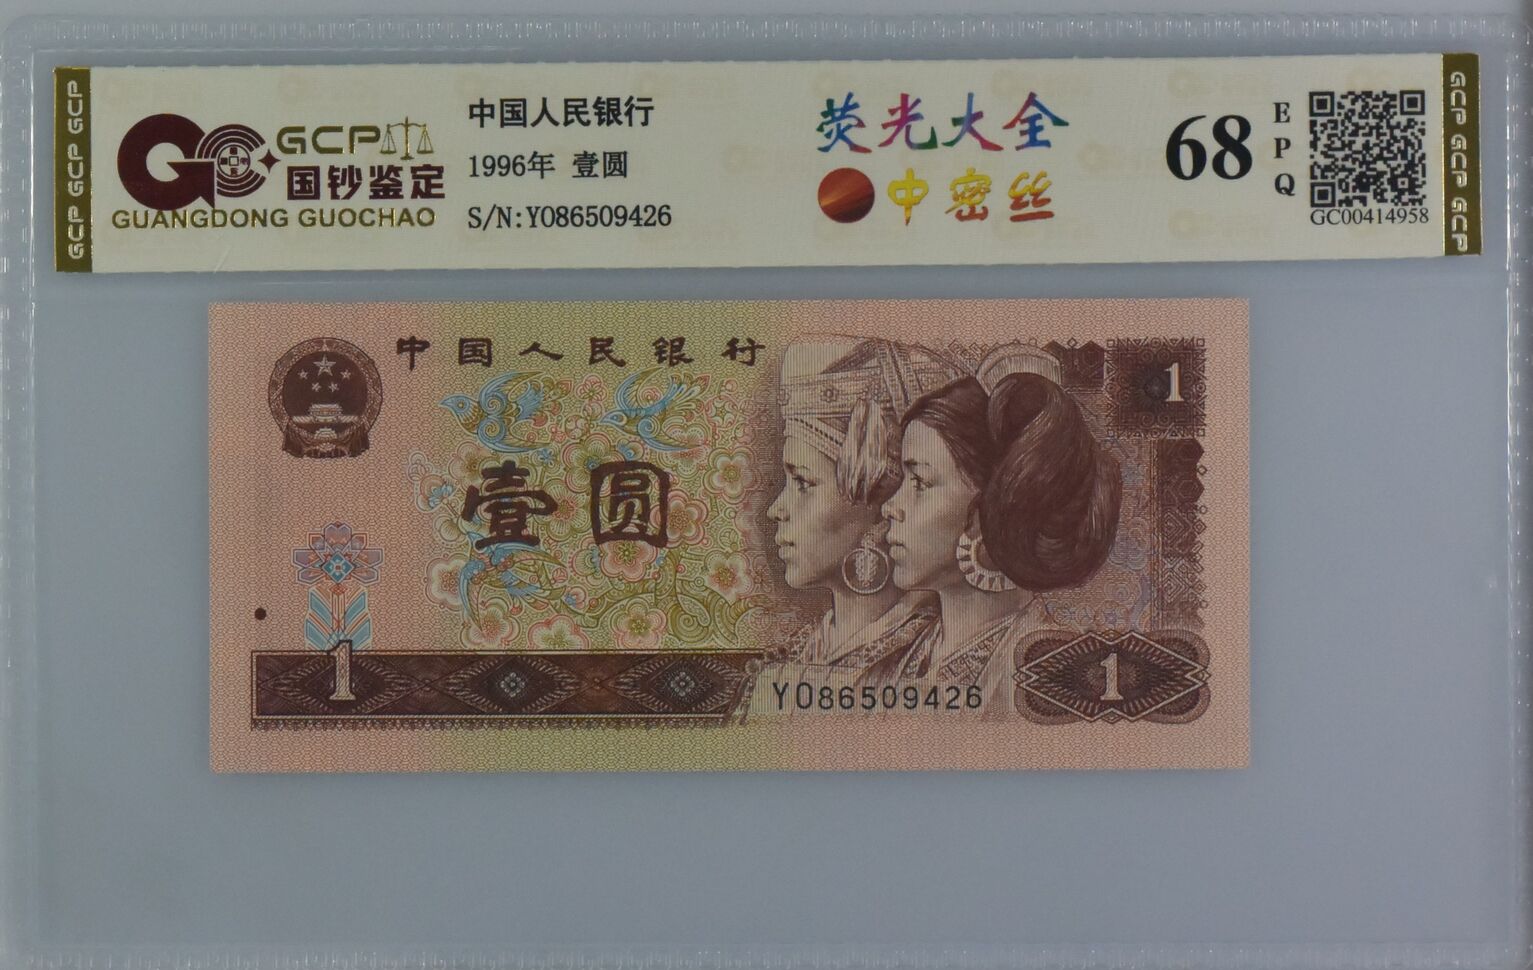 GCP GCP GCP
GCP
国钞鉴定
GUANGDONG GUOCHAO
中国人民银行
1996年 壹圆
S/N:YO86509426
荧光大全
中密丝
68
EPQ
GC00414958
GCP GCP GCP
中国人民银行
1
壹圆
1
YO86509426
1